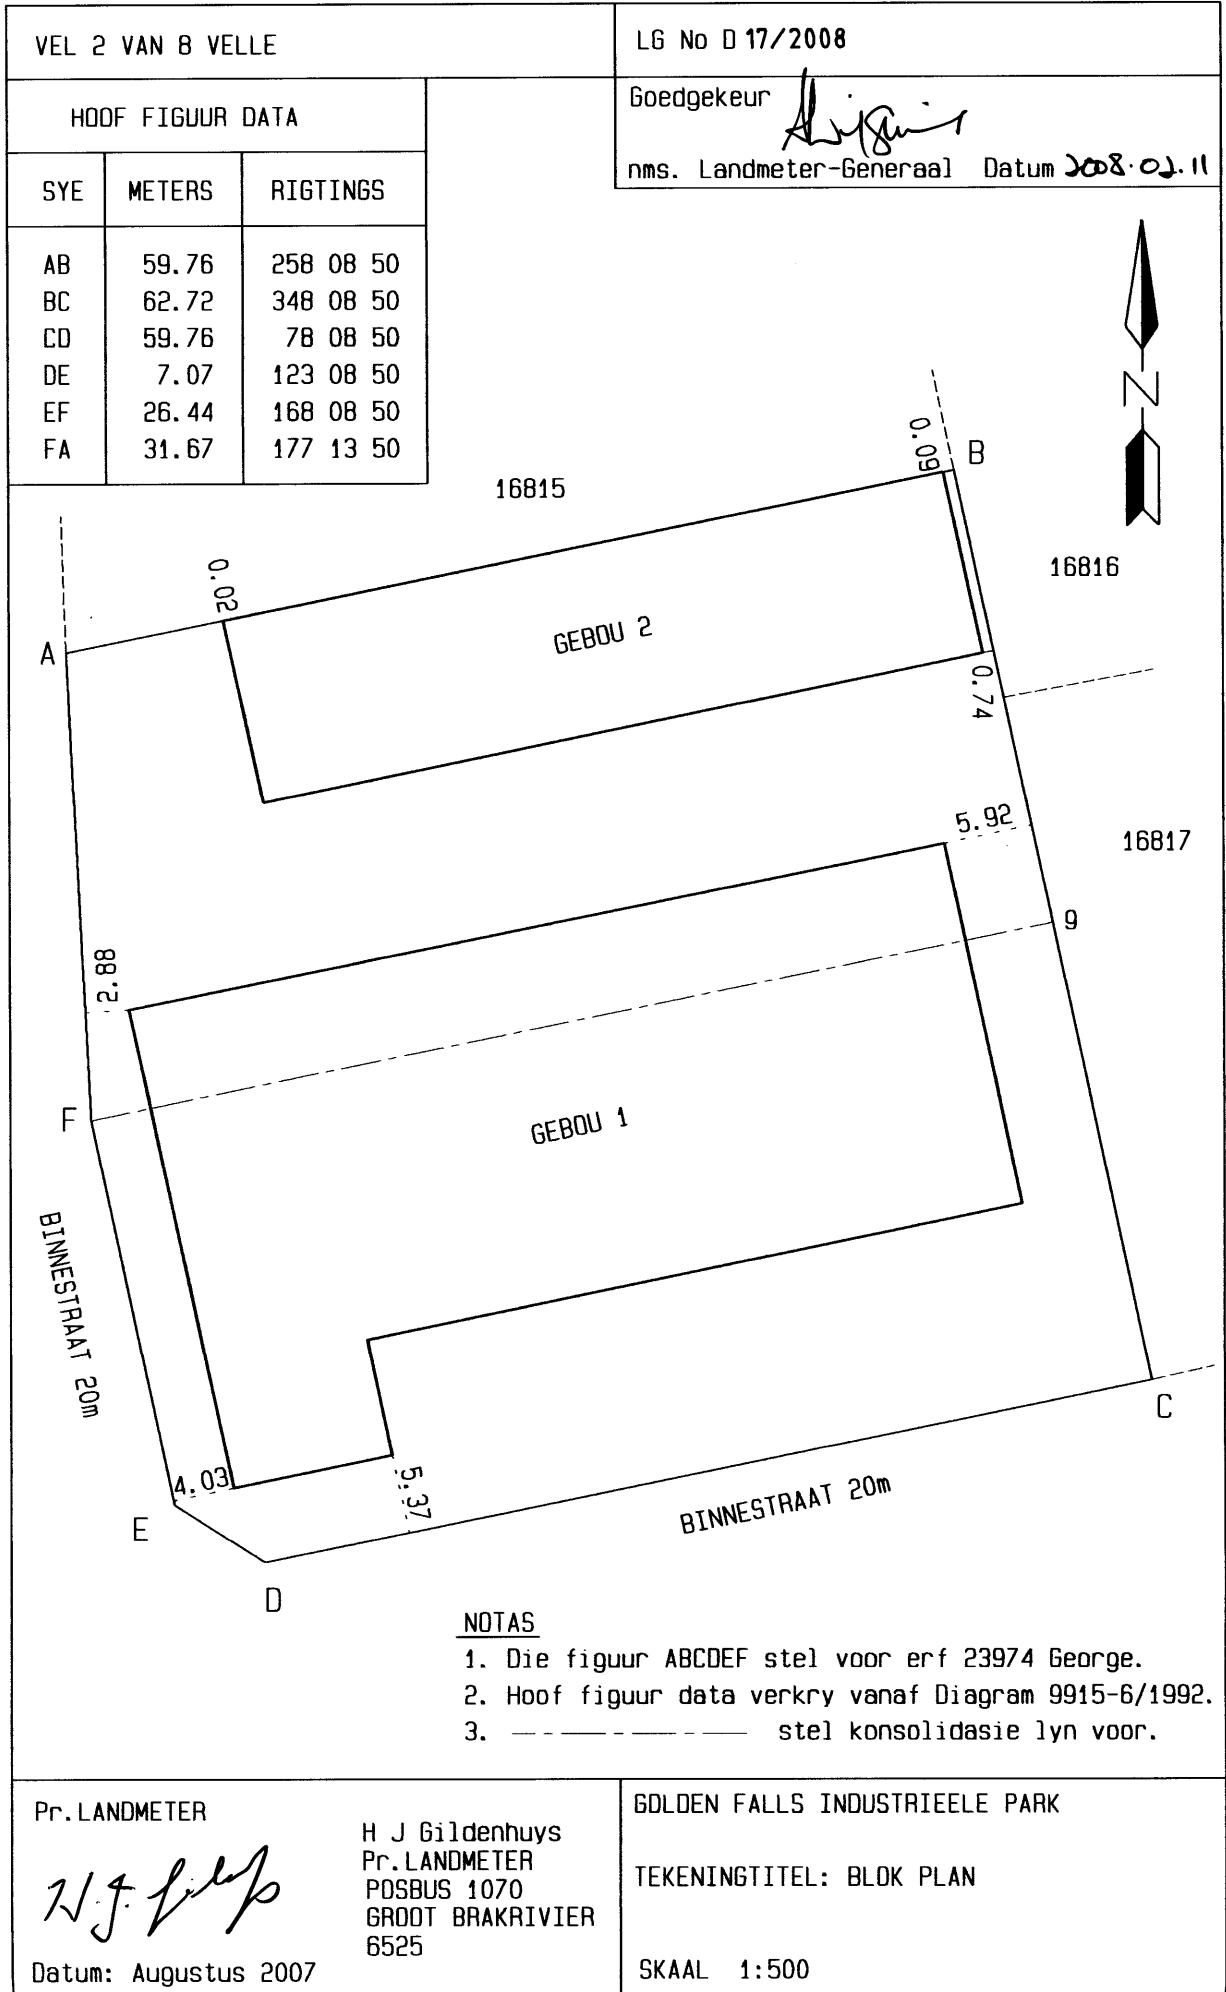 VEL 2 VAN 8 VELLE
LG No D 17/2008
Goedgekeur
nms. Landmeter-Generaal Datum 2008.02.11
HOOF FIGUUR DATA
SYE METERS RIGTINGS
AB 59.76 258 08 50
BC 62.72 348 08 50
CD 59.76 78 08 50
DE 7.07 123 08 50
EF 26.44 168 08 50
FA 31.67 177 13 50
N
0.09
B
16815
16816
0.02
GEBOU 2
A
0.74
5.92
16817
9
2.88
F
GEBOU 1
BINNESTRAAT 20m
C
4.03
5.37
BINNESTRAAT 20m
E
D
NOTAS
1. Die figuur ABCDEF stel voor erf 23974 George.
2. Hoof figuur data verkry vanaf Diagram 9915-6/1992.
3. stel konsolidasie lyn voor.
Pr.LANDMETER
H J Gildenhuys
Pr.LANDMETER
POSBUS 1070
GROOT BRAKRIVIER
6525
Datum: Augustus 2007
GOLDEN FALLS INDUSTRIEELE PARK
TEKENINGTITEL: BLOK PLAN
SKAAL 1:500